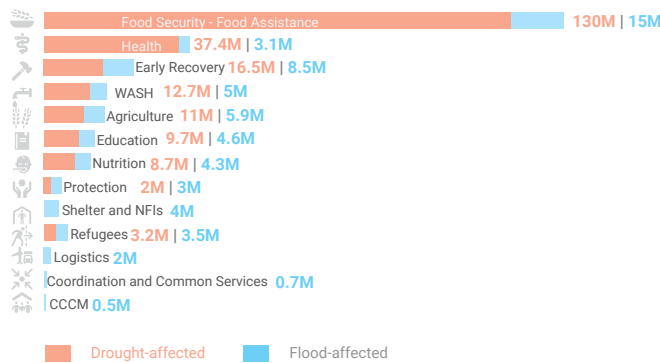 Food Security - Food Assistance 130M | 15M
Health 37.4M | 3.1M
Early Recovery 16.5M | 8.5M
WASH 12.7M | 5M
Agriculture 11M | 5.9M
Education 9.7M | 4.6M
Nutrition 8.7M | 4.3M
Protection 2M | 3M
Shelter and NFIs 4M
Refugees 3.2M | 3.5M
Logistics 2M
Coordination and Common Services 0.7M
CCCM 0.5M
Drought-affected Flood-affected